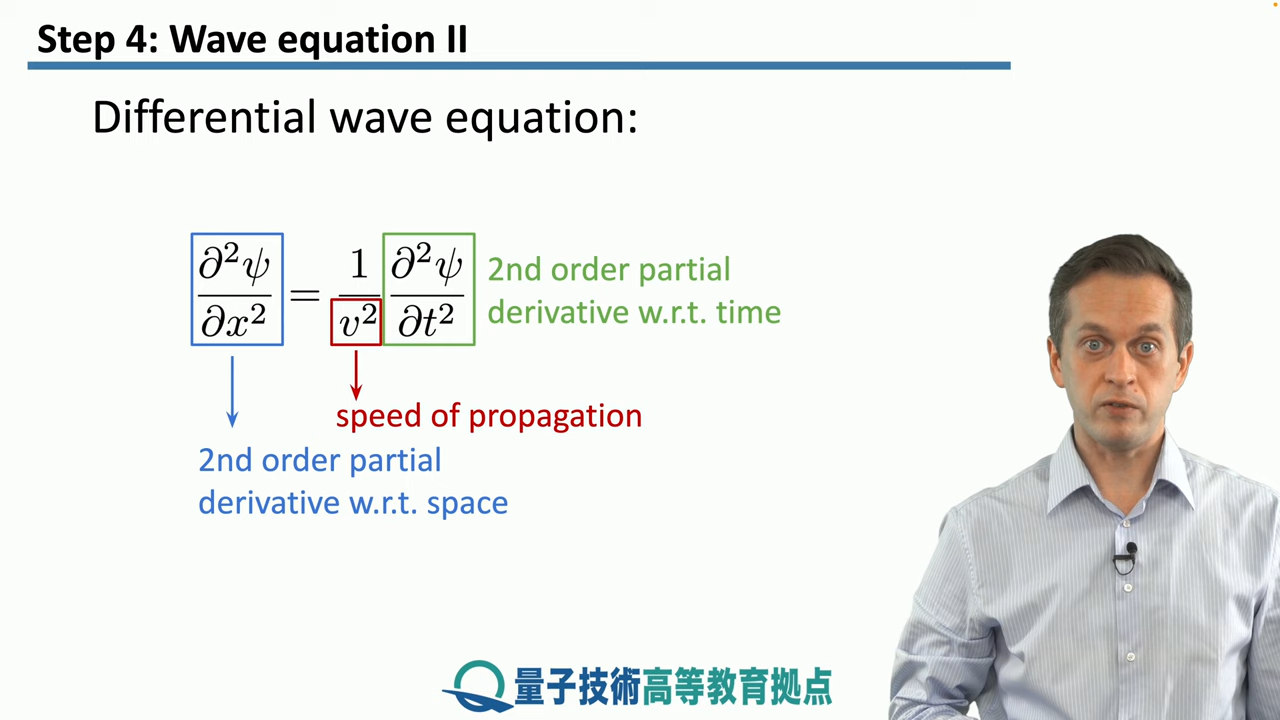 Step 4: Wave equation II
Differential wave equation:
∂²ψ/∂x² = 1/v² ∂²ψ/∂t²
2nd order partial
derivative w.r.t. time
speed of propagation
2nd order partial
derivative w.r.t. space
量子技術高等教育拠点